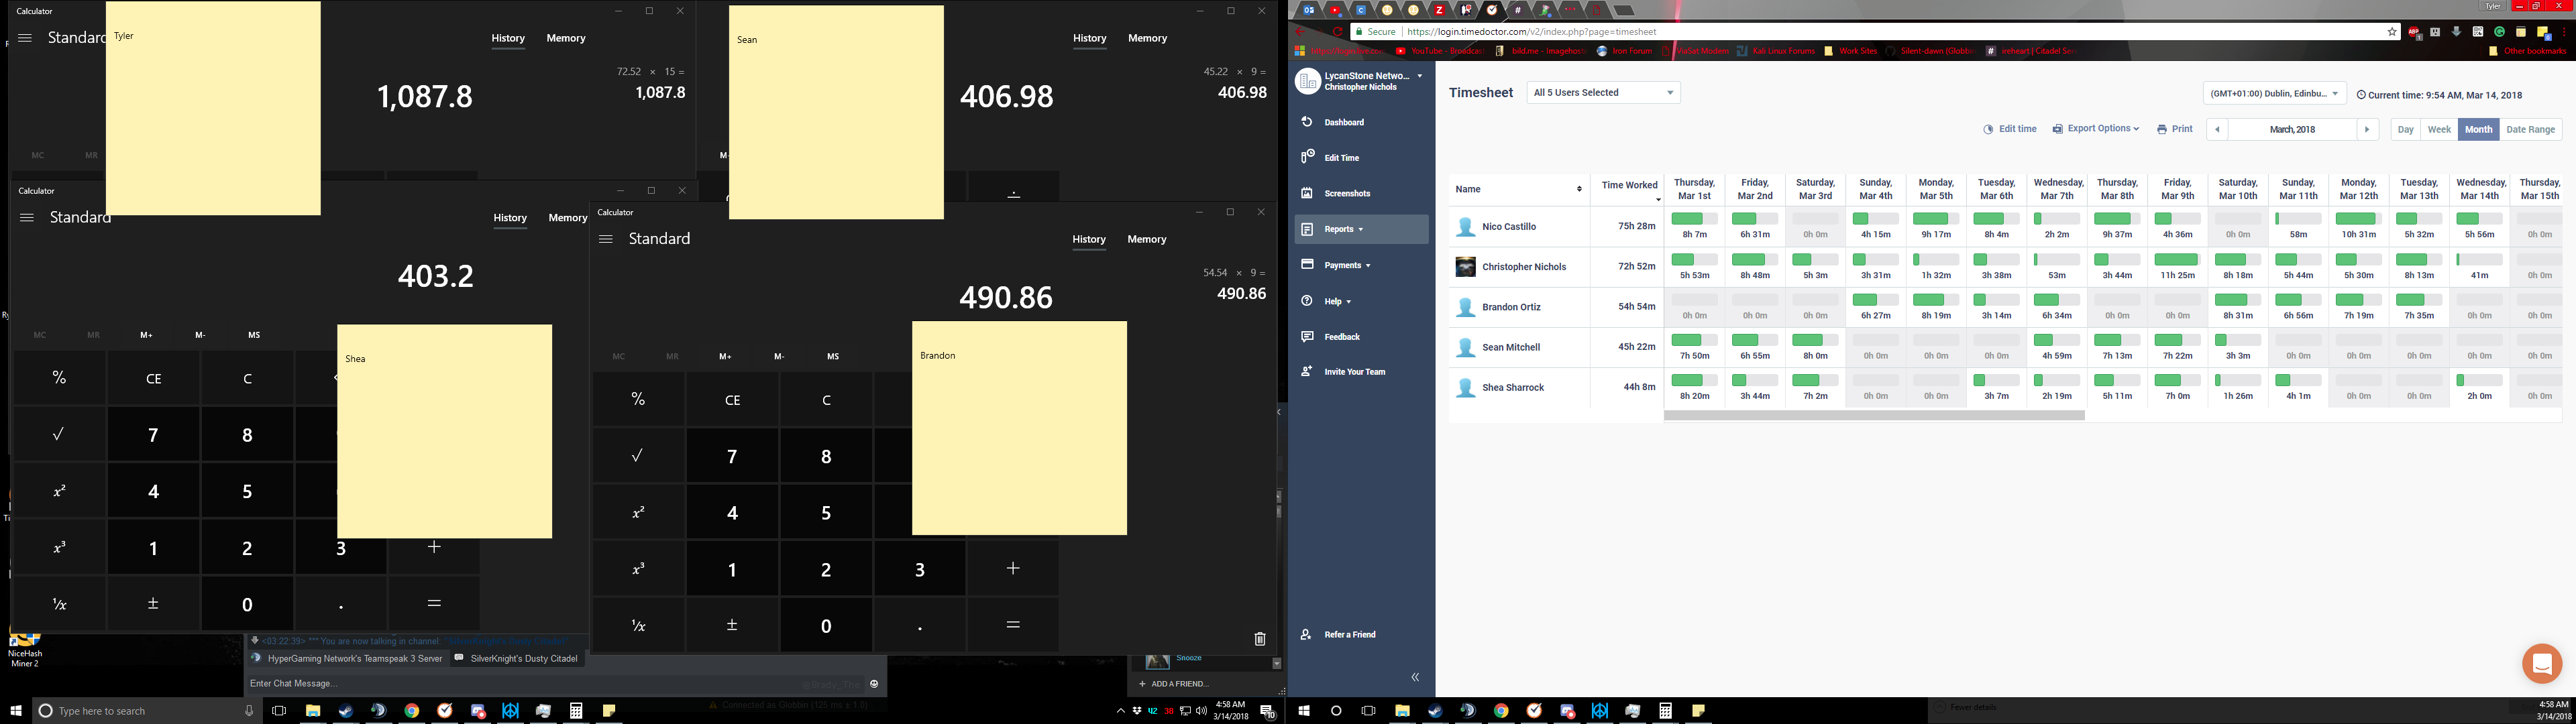 Calculator
Standard
Tyler
History Memory
72.52 × 15 =
1,087.8
1,087.8
MC MR
Sean
History Memory
45.22 × 9 =
406.98
406.98
Calculator
Standard
History Memory
403.2
MC MR M+ M- MS
Shea
% CE C
√ 7 8
x² 4 5
x³ 1 2 3 +
¹/x ± 0 . =
Calculator
Standard
History Memory
54.54 × 9 =
490.86
490.86
MC MR M+ M- MS
Brandon
% CE C
√ 7 8
x² 4 5
x³ 1 2 3 +
¹/x ± 0 . =
NiceHash
Miner 2
<03:22:39> *** You are now talking in channel:
HyperGaming Network's Teamspeak 3 Server
SilverKnight's Dusty Citadel
Enter Chat Message...
Snooze
+ ADD A FRIEND...
Type here to search
4:58 AM
3/14/2018
Tyler
Secure https://login.timedoctor.com/v2/index.php?page=timesheet
YouTube - Broadcast
Iron Forum
ViaSat Modem
Kali Linux Forums
Work Sites
Other bookmarks
LycanStone Netwo...
Christopher Nichols
Dashboard
Edit Time
Screenshots
Reports
Payments
Help
Feedback
Invite Your Team
Refer a Friend
Timesheet
All 5 Users Selected
(GMT+01:00) Dublin, Edinbu...
Current time: 9:54 AM, Mar 14, 2018
Edit time Export Options Print March, 2018 Day Week Month Date Range
Name Time Worked Thursday, Mar 1st Friday, Mar 2nd Saturday, Mar 3rd Sunday, Mar 4th Monday, Mar 5th Tuesday, Mar 6th Wednesday, Mar 7th Thursday, Mar 8th Friday, Mar 9th Saturday, Mar 10th Sunday, Mar 11th Monday, Mar 12th Tuesday, Mar 13th Wednesday, Mar 14th Thursday, Mar 15th
Nico Castillo 75h 28m 8h 7m 6h 31m 0h 0m 4h 15m 9h 17m 8h 4m 2h 2m 9h 37m 4h 36m 0h 0m 58m 10h 31m 5h 32m 5h 56m 0h 0m
Christopher Nichols 72h 52m 5h 53m 8h 48m 5h 3m 3h 31m 1h 32m 3h 38m 53m 3h 44m 11h 25m 8h 18m 5h 44m 5h 30m 8h 13m 41m 0h 0m
Brandon Ortiz 54h 54m 0h 0m 0h 0m 0h 0m 6h 27m 8h 19m 3h 14m 6h 34m 0h 0m 0h 0m 8h 31m 6h 56m 7h 19m 7h 35m 0h 0m 0h 0m
Sean Mitchell 45h 22m 7h 50m 6h 55m 8h 0m 0h 0m 0h 0m 0h 0m 4h 59m 7h 13m 7h 22m 3h 3m 0h 0m 0h 0m 0h 0m 0h 0m 0h 0m
Shea Sharrock 44h 8m 8h 20m 3h 44m 7h 2m 0h 0m 0h 0m 3h 7m 2h 19m 5h 11m 7h 0m 1h 26m 4h 1m 0h 0m 0h 0m 2h 0m 0h 0m
Fewer details
4:58 AM
3/14/2018